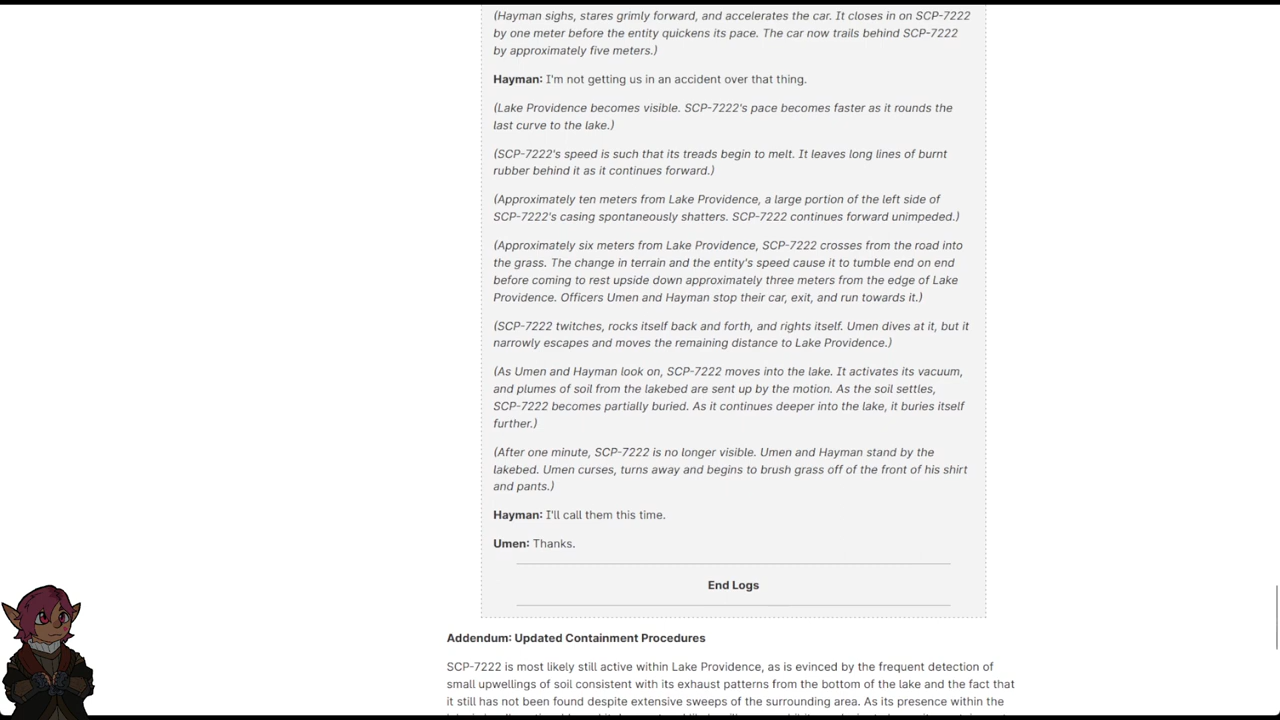 (Hayman sighs, stares grimly forward, and accelerates the car. It closes in on SCP-7222
by one meter before the entity quickens its pace. The car now trails behind SCP-7222
by approximately five meters.)
Hayman: I'm not getting us in an accident over that thing.
(Lake Providence becomes visible. SCP-7222's pace becomes faster as it rounds the
last curve to the lake.)
(SCP-7222's speed is such that its treads begin to melt. It leaves long lines of burnt
rubber behind it as it continues forward.)
(Approximately ten meters from Lake Providence, a large portion of the left side of
SCP-7222's casing spontaneously shatters. SCP-7222 continues forward unimpeded.)
(Approximately six meters from Lake Providence, SCP-7222 crosses from the road into
the grass. The change in terrain and the entity's speed cause it to tumble end on end
before coming to rest upside down approximately three meters from the edge of Lake
Providence. Officers Umen and Hayman stop their car, exit, and run towards it.)
(SCP-7222 twitches, rocks itself back and forth, and rights itself. Umen dives at it, but it
narrowly escapes and moves the remaining distance to Lake Providence.)
(As Umen and Hayman look on, SCP-7222 moves into the lake. It activates its vacuum,
and plumes of soil from the lakebed are sent up by the motion. As the soil settles,
SCP-7222 becomes partially buried. As it continues deeper into the lake, it buries itself
further.)
(After one minute, SCP-7222 is no longer visible. Umen and Hayman stand by the
lakebed. Umen curses, turns away and begins to brush grass off of the front of his shirt
and pants.)
Hayman: I'll call them this time.
Umen: Thanks.
End Logs
Addendum: Updated Containment Procedures
SCP-7222 is most likely still active within Lake Providence, as is evinced by the frequent detection of
small upwellings of soil consistent with its exhaust patterns from the bottom of the lake and the fact that
it still has not been found despite extensive sweeps of the surrounding area. As its presence within the